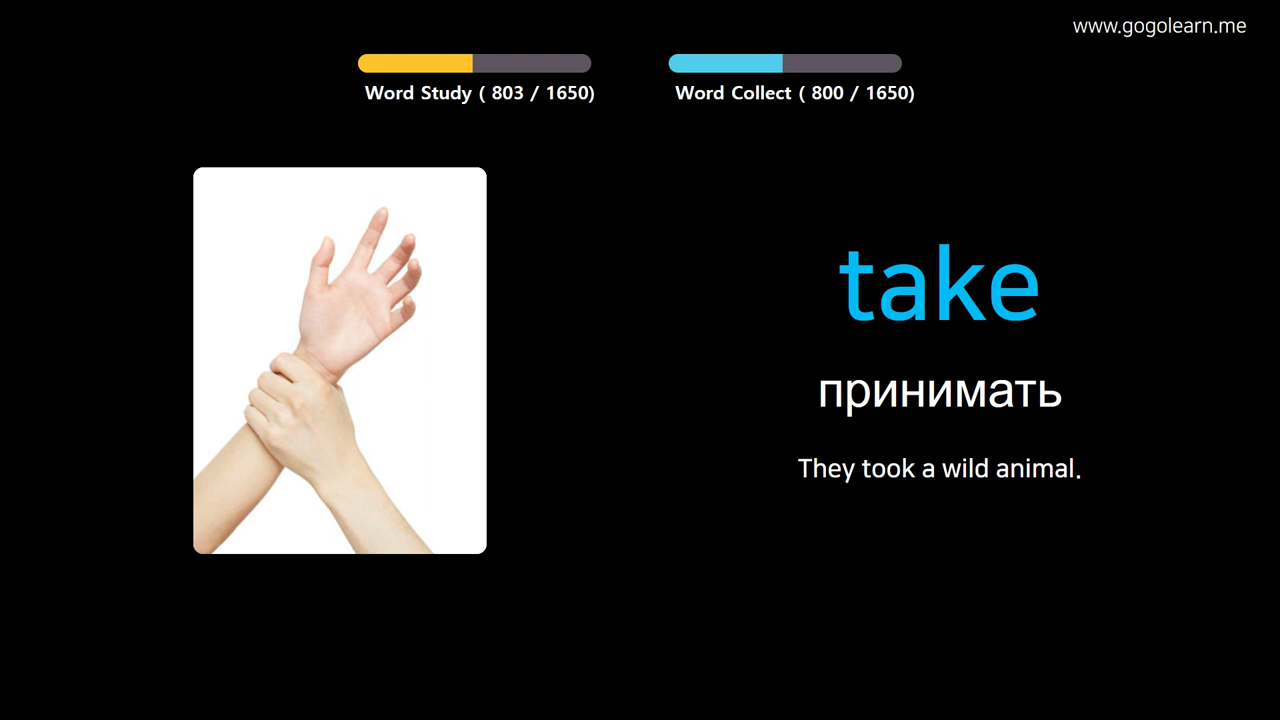 www.gogolearn.me
Word Study ( 803 / 1650)
Word Collect ( 800 / 1650)
take
принимать
They took a wild animal.